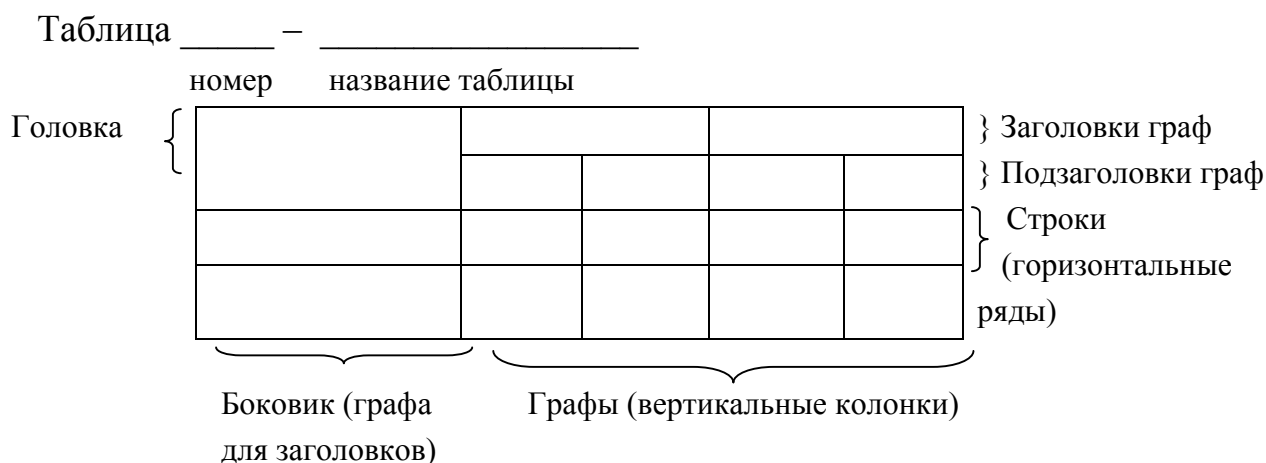 Таблица _____ – _________________
номер название таблицы
Головка
} Заголовки граф
} Подзаголовки граф
Строки
(горизонтальные
ряды)
Боковик (графа
для заголовков)
Графы (вертикальные колонки)